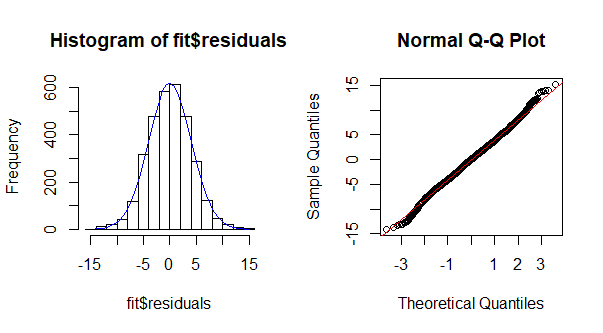 Histogram of fit$residuals
Frequency
0 200 400 600
-15 -5 0 5 15
fit$residuals
Normal Q-Q Plot
Sample Quantiles
-15 -5 0 5 15
-3 -1 1 2 3
Theoretical Quantiles